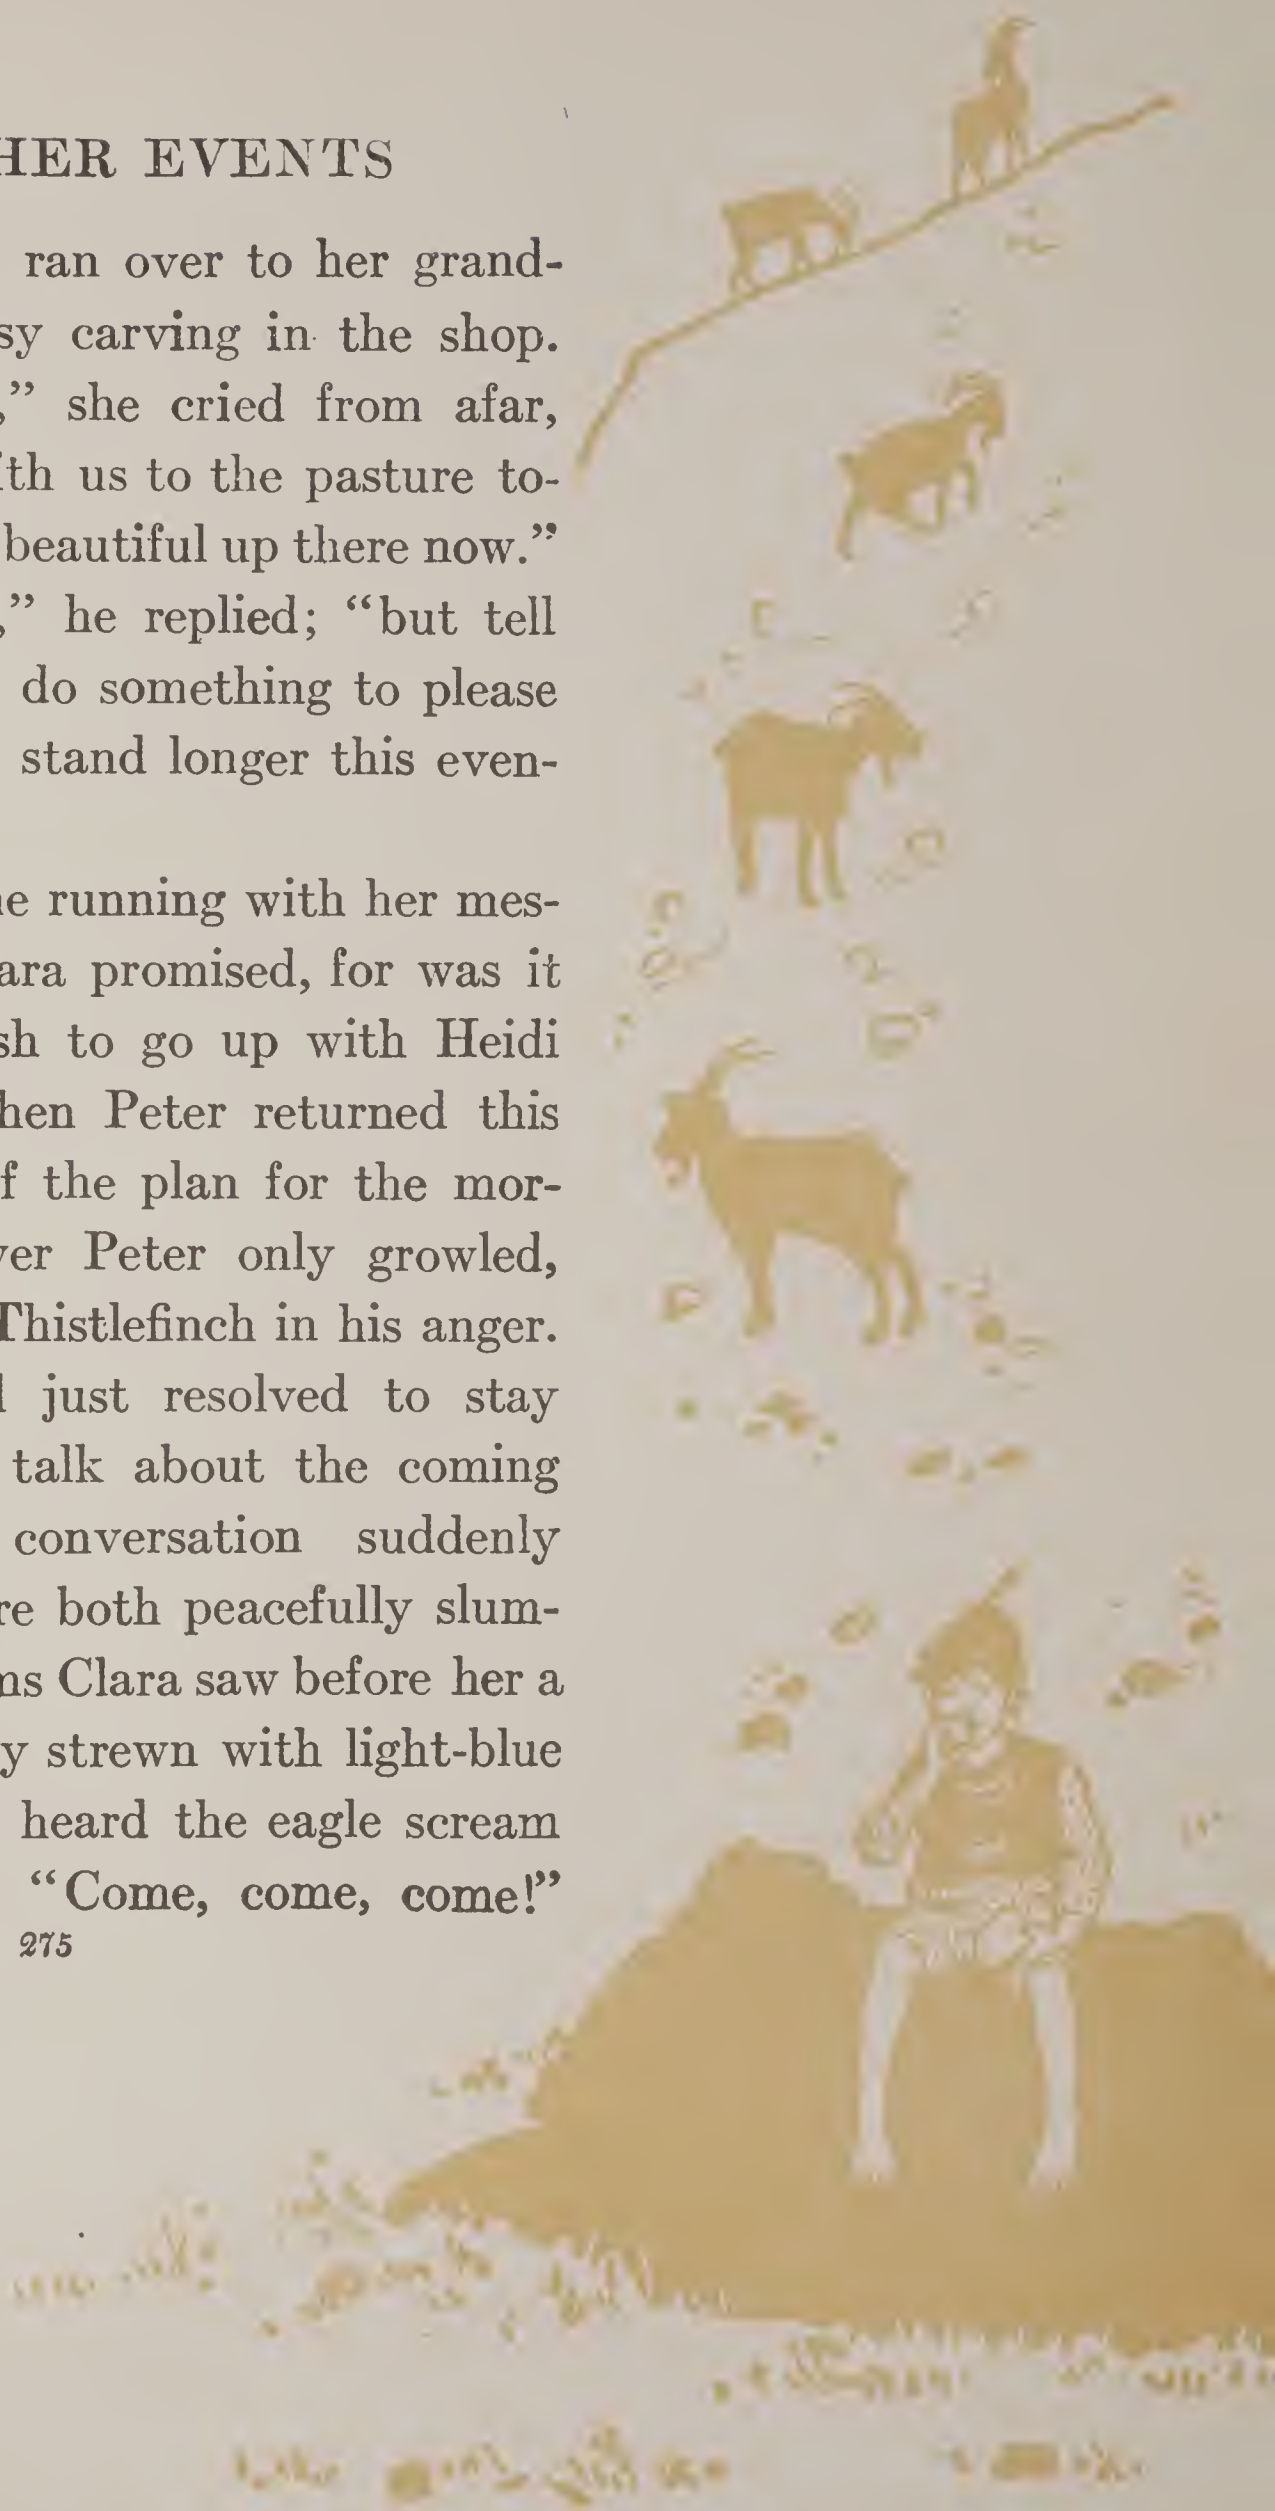 HER EVENTS
ran over to her grand-
sy carving in the shop.
,” she cried from afar,
ith us to the pasture to-
beautiful up there now.”
,” he replied; “but tell
do something to please
stand longer this even-
e running with her mes-
ara promised, for was it
sh to go up with Heidi
hen Peter returned this
f the plan for the mor-
er Peter only growled,
Thistlefinch in his anger.
just resolved to stay
talk about the coming
conversation suddenly
re both peacefully slum-
ms Clara saw before her a
y strewn with light-blue
heard the eagle scream
“Come, come, come!”
275